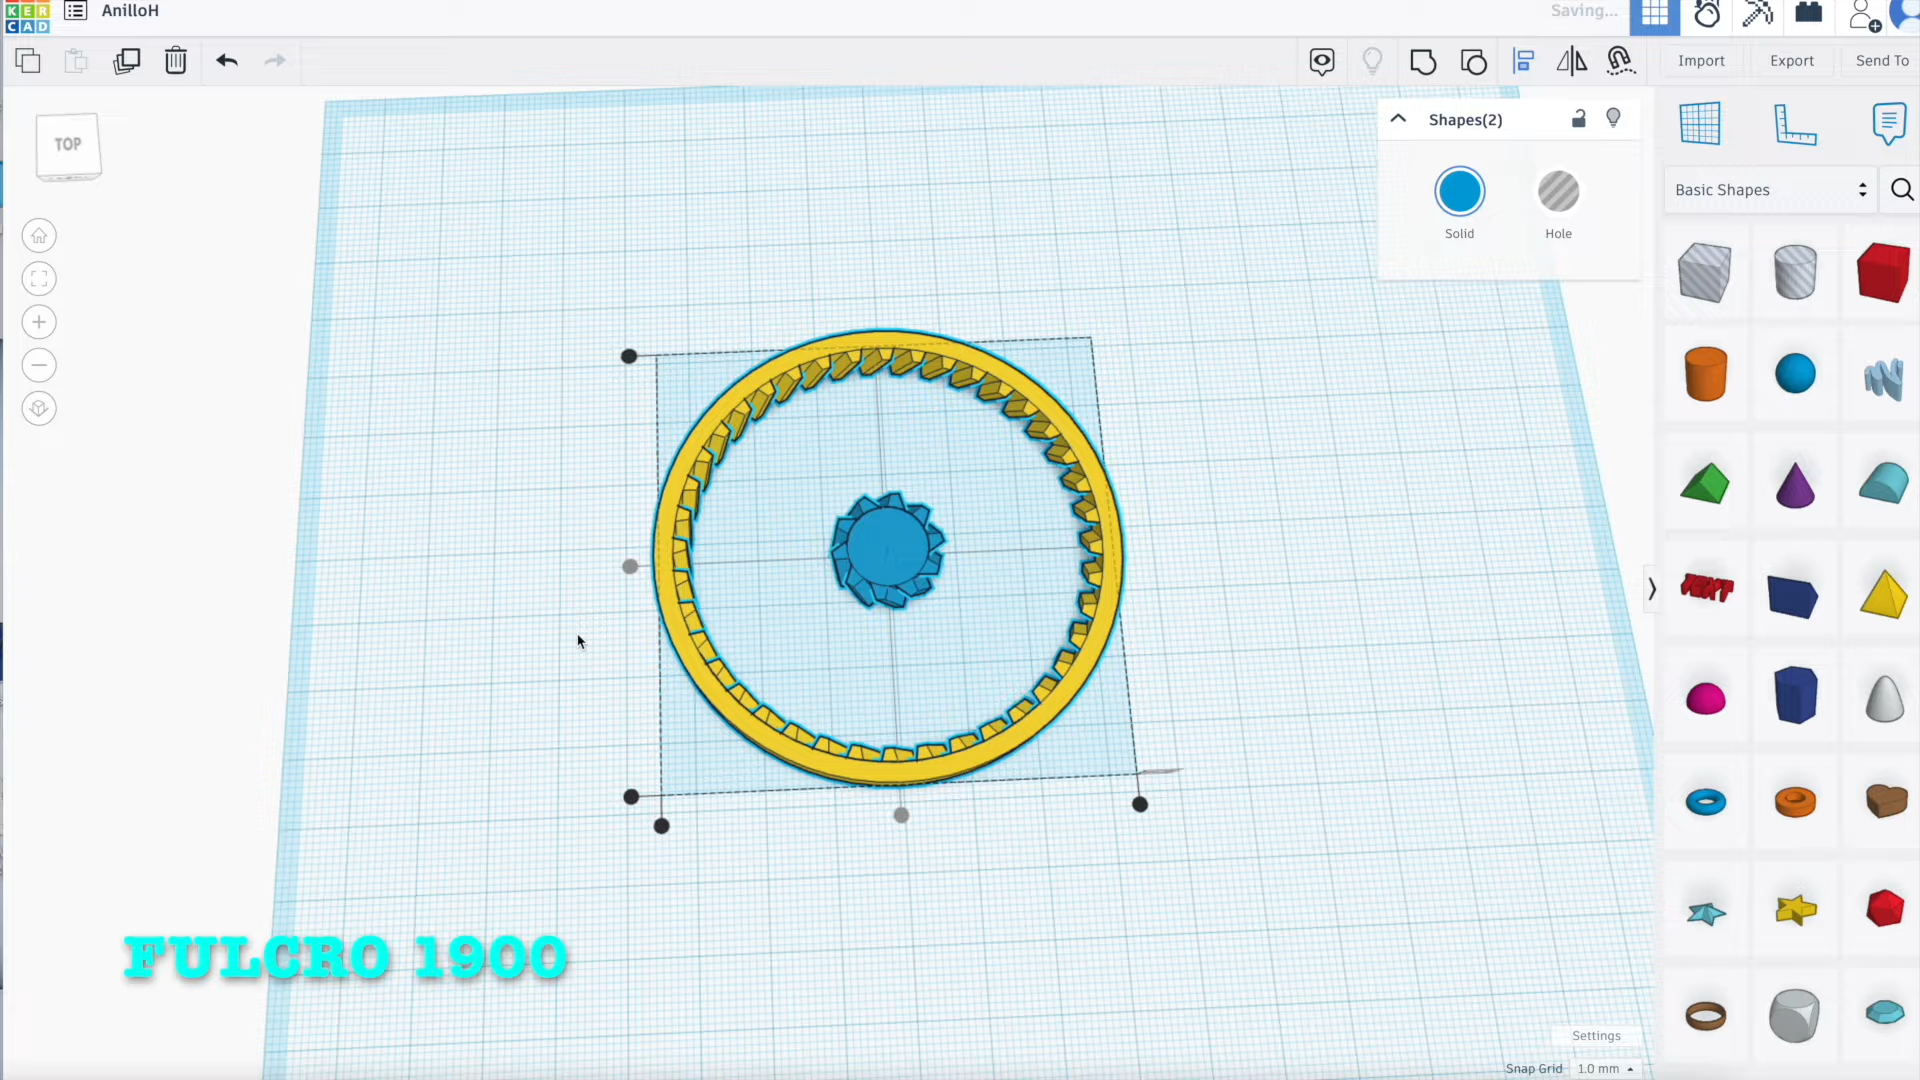 KER
CAD
AnilloH
Saving...
Import
Export
Send To
TOP
Shapes(2)
Solid
Hole
Basic Shapes
TEXT
FULCRO 1900
Settings
Snap Grid
1.0 mm